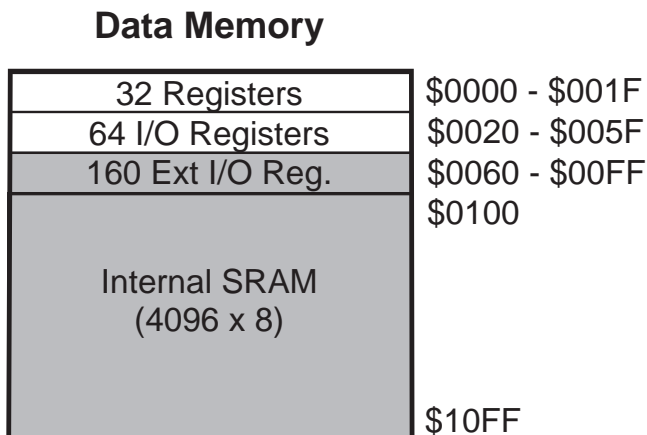 Data Memory
32 Registers $0000 - $001F
64 I/O Registers $0020 - $005F
160 Ext I/O Reg. $0060 - $00FF
$0100
Internal SRAM
(4096 x 8)
$10FF